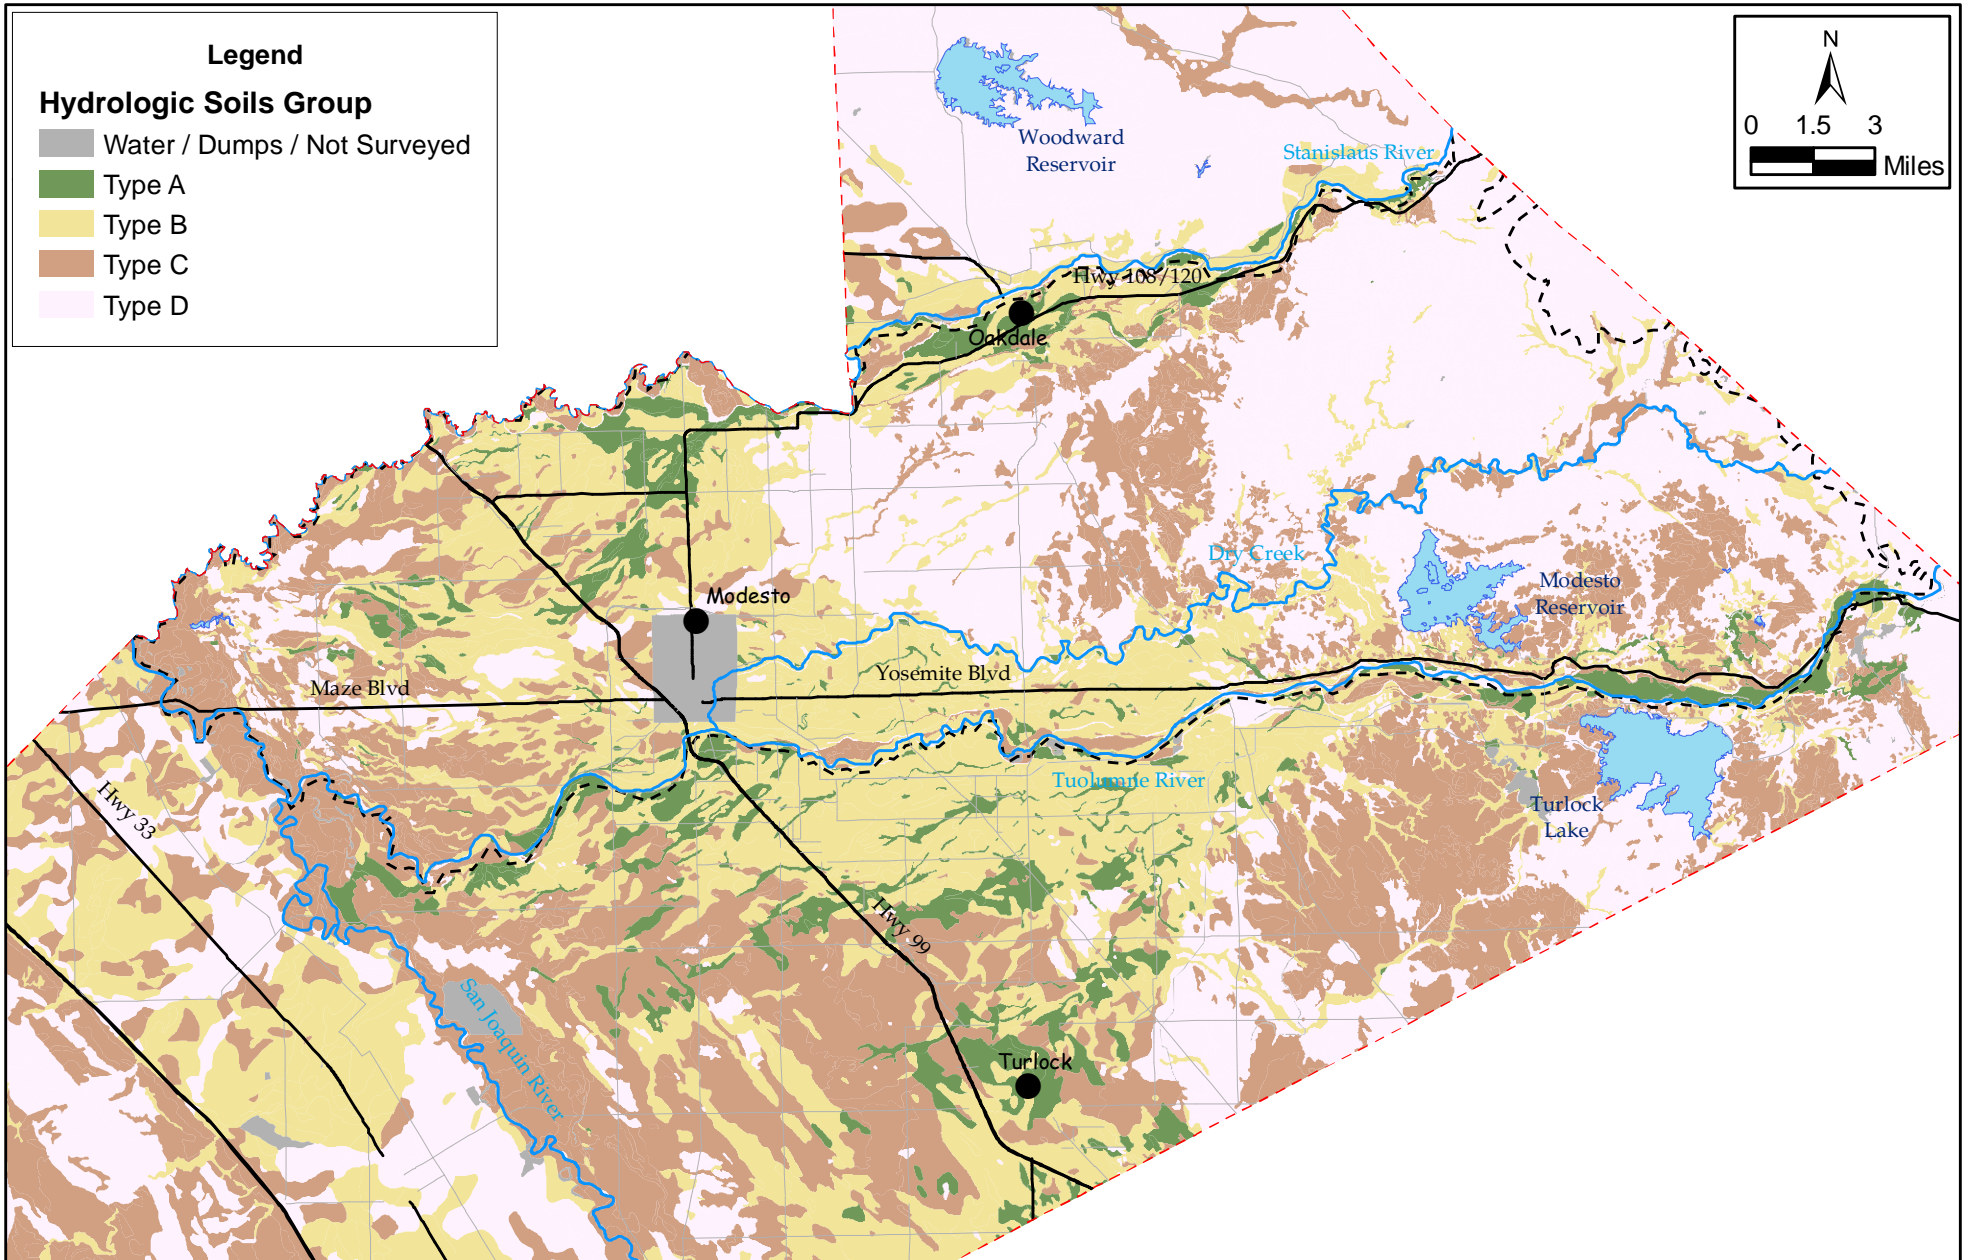 Legend
Hydrologic Soils Group
Water / Dumps / Not Surveyed
Type A
Type B
Type C
Type D
N
0 1.5 3
Miles
Woodward
Reservoir
Stanislaus River
Hwy 108/120
Oakdale
Dry Creek
Modesto
Reservoir
Modesto
Maze Blvd
Yosemite Blvd
Tuolumne River
Turlock
Lake
Hwy 33
Hwy 99
San Joaquin River
Turlock